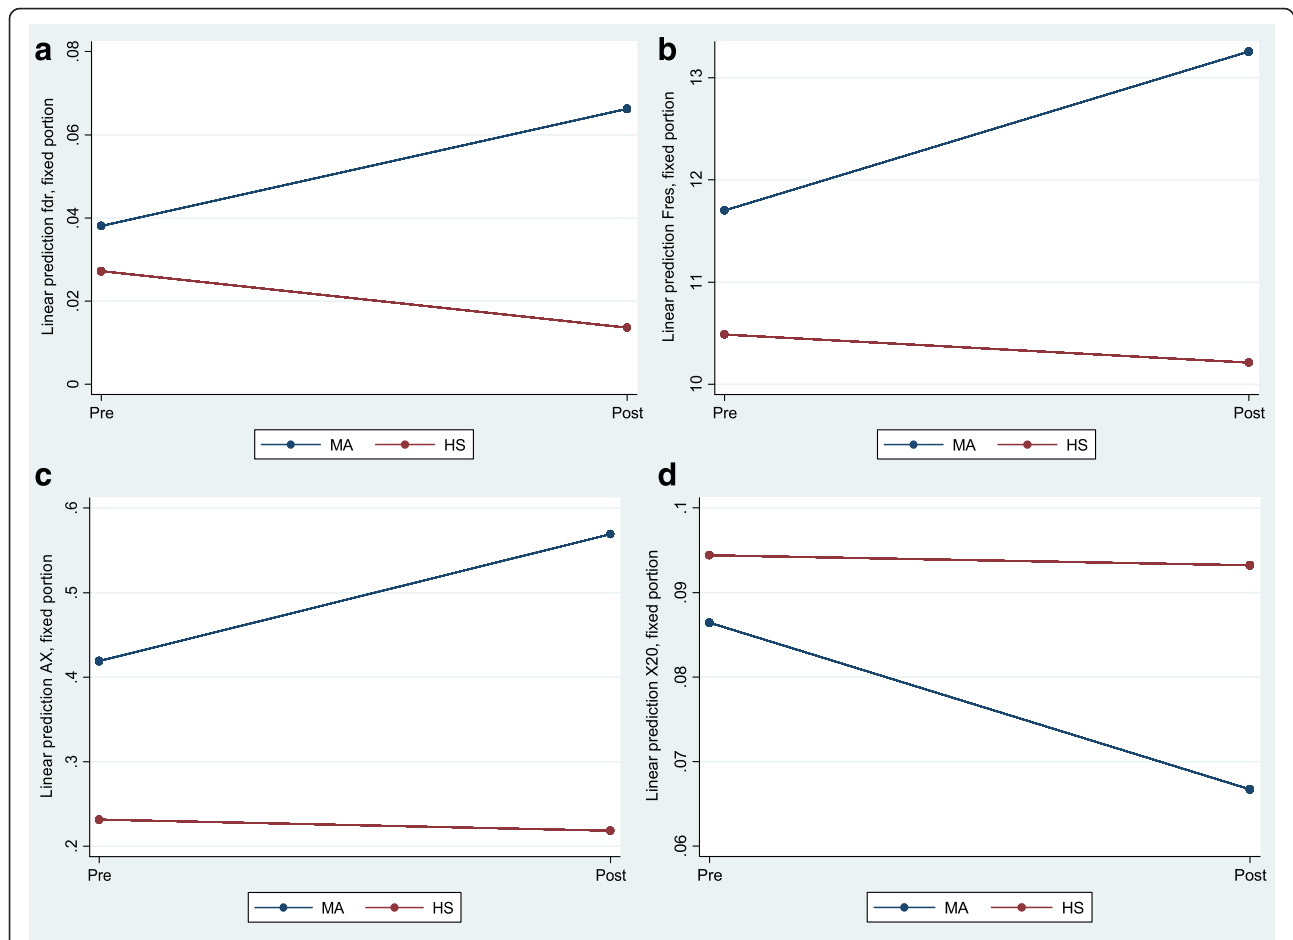 a
Linear prediction fdr, fixed portion
.08
.06
.04
.02
0
Pre Post
MA HS
b
Linear prediction Fres, fixed portion
13
12
11
10
Pre Post
MA HS
c
Linear prediction AX, fixed portion
.6
.5
.4
.3
.2
Pre Post
MA HS
d
Linear prediction X20, fixed portion
.1
.09
.08
.07
.06
Pre Post
MA HS